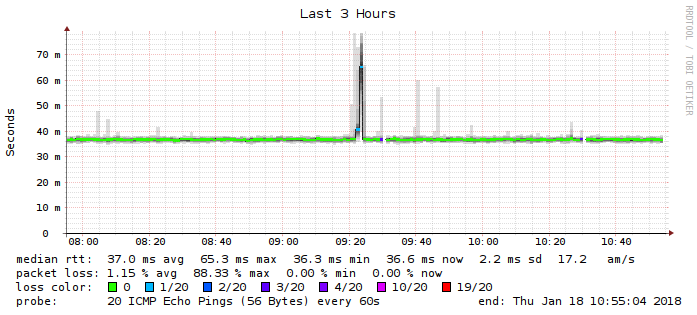 Last 3 Hours
RRDTOOL / TOBI OETIKER
Seconds
70 m
60 m
50 m
40 m
30 m
20 m
10 m
0
08:00 08:20 08:40 09:00 09:20 09:40 10:00 10:20 10:40
median rtt: 37.0 ms avg 65.3 ms max 36.3 ms min 36.6 ms now 2.2 ms sd 17.2 am/s
packet loss: 1.15 % avg 88.33 % max 0.00 % min 0.00 % now
loss color: 0 1/20 2/20 3/20 4/20 10/20 19/20
probe: 20 ICMP Echo Pings (56 Bytes) every 60s end: Thu Jan 18 10:55:04 2018